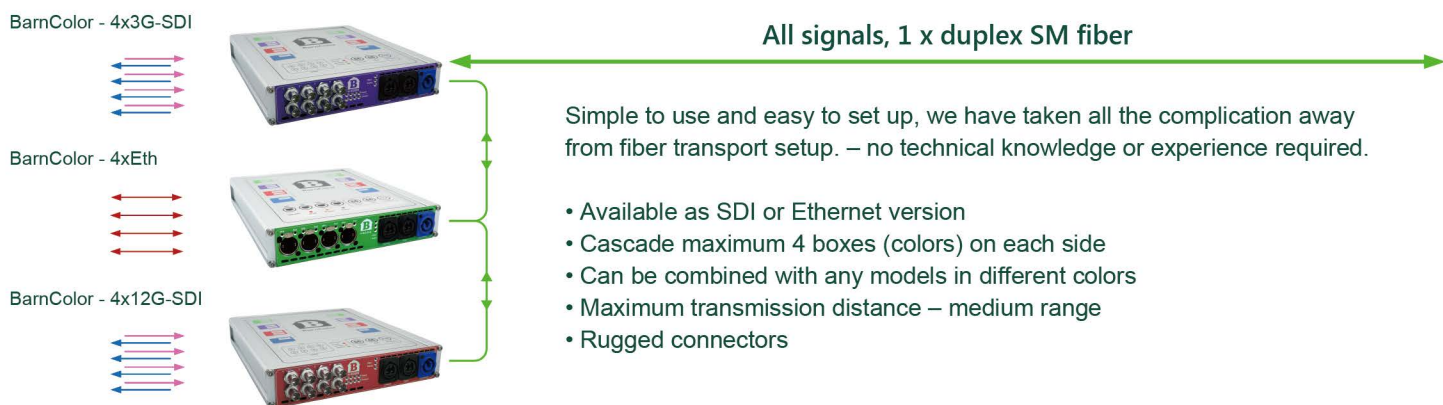 BarnColor - 4x3G-SDI
All signals, 1 x duplex SM fiber
Simple to use and easy to set up, we have taken all the complication away
from fiber transport setup. – no technical knowledge or experience required.
BarnColor - 4xEth
• Available as SDI or Ethernet version
• Cascade maximum 4 boxes (colors) on each side
• Can be combined with any models in different colors
• Maximum transmission distance – medium range
• Rugged connectors
BarnColor - 4x12G-SDI
B
B
B